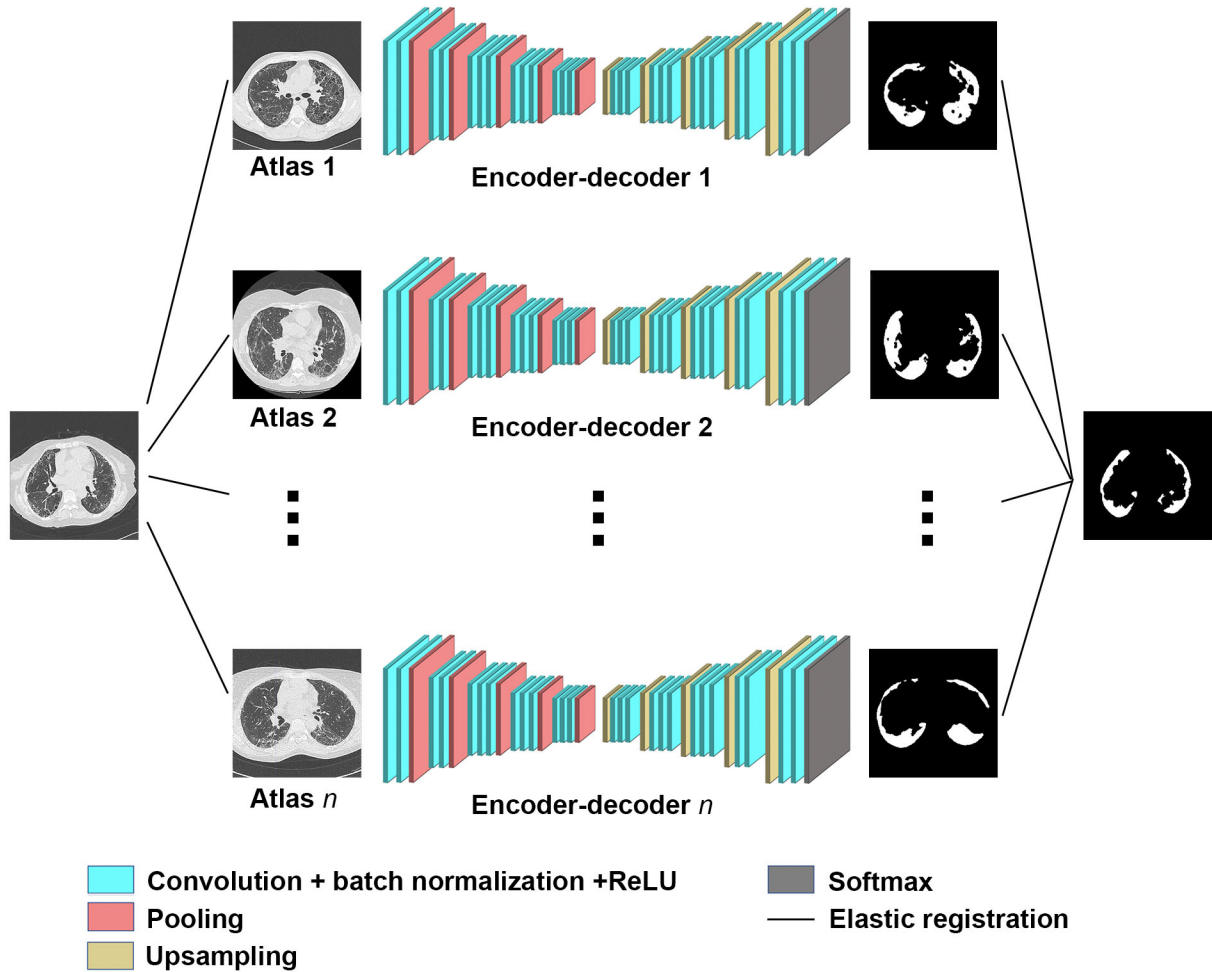 Atlas 1
Encoder-decoder 1
Atlas 2
Encoder-decoder 2
Atlas n
Encoder-decoder n
Convolution + batch normalization +ReLU
Pooling
Upsampling
Softmax
Elastic registration